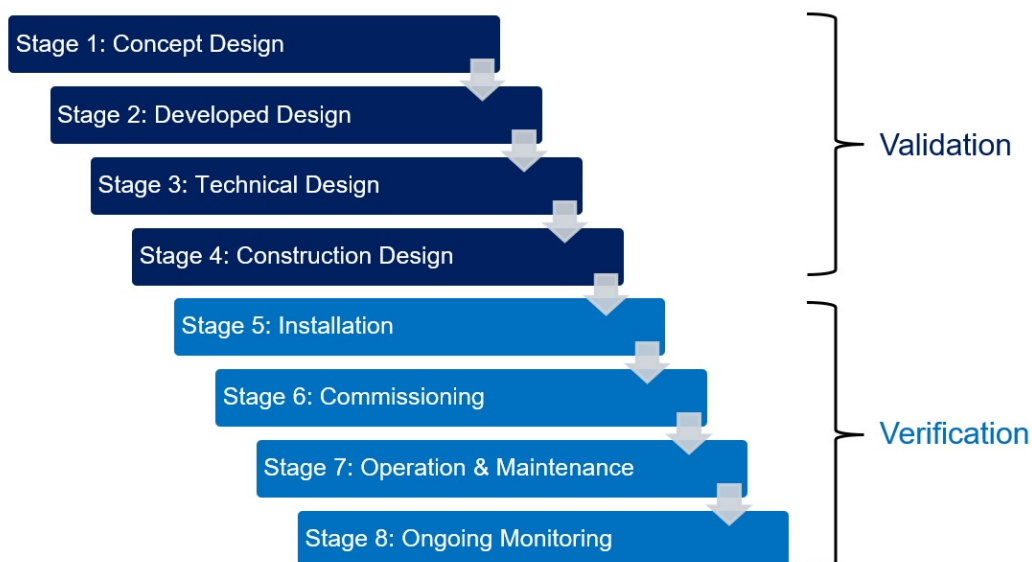 Stage 1: Concept Design
Stage 2: Developed Design
Validation
Stage 3: Technical Design
Stage 4: Construction Design
Stage 5: Installation
Stage 6: Commissioning
Verification
Stage 7: Operation & Maintenance
Stage 8: Ongoing Monitoring